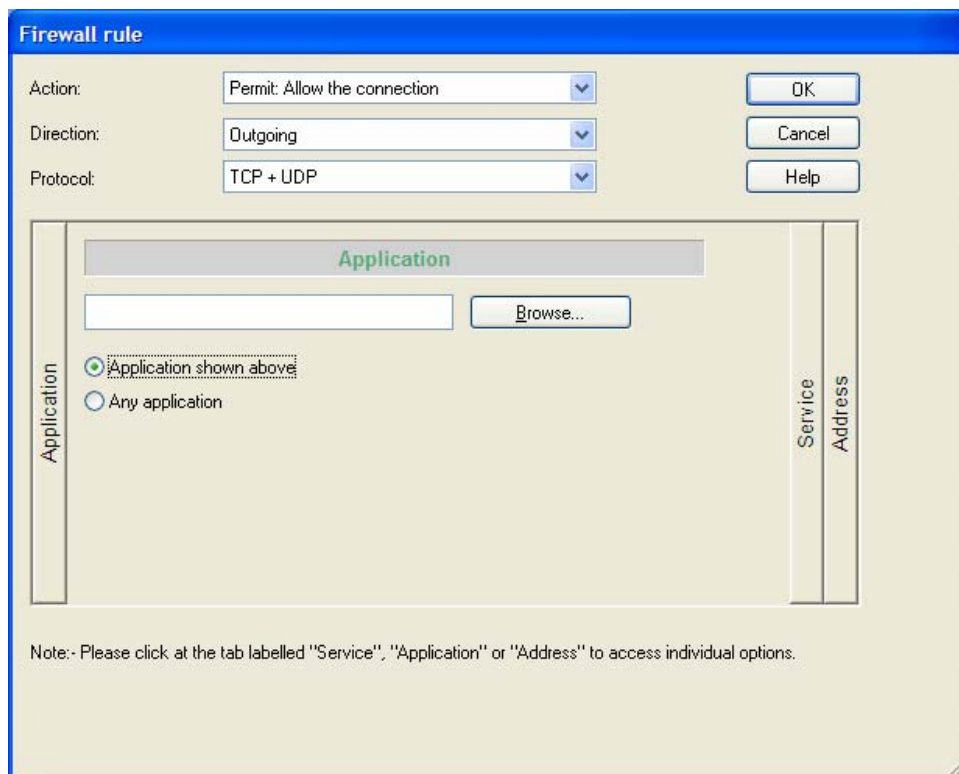 Firewall rule
Action: Permit: Allow the connection OK
Direction: Outgoing Cancel
Protocol: TCP + UDP Help
Application
Application
Browse...
Application shown above
Any application
Service
Address
Note:- Please click at the tab labelled "Service", "Application" or "Address" to access individual options.